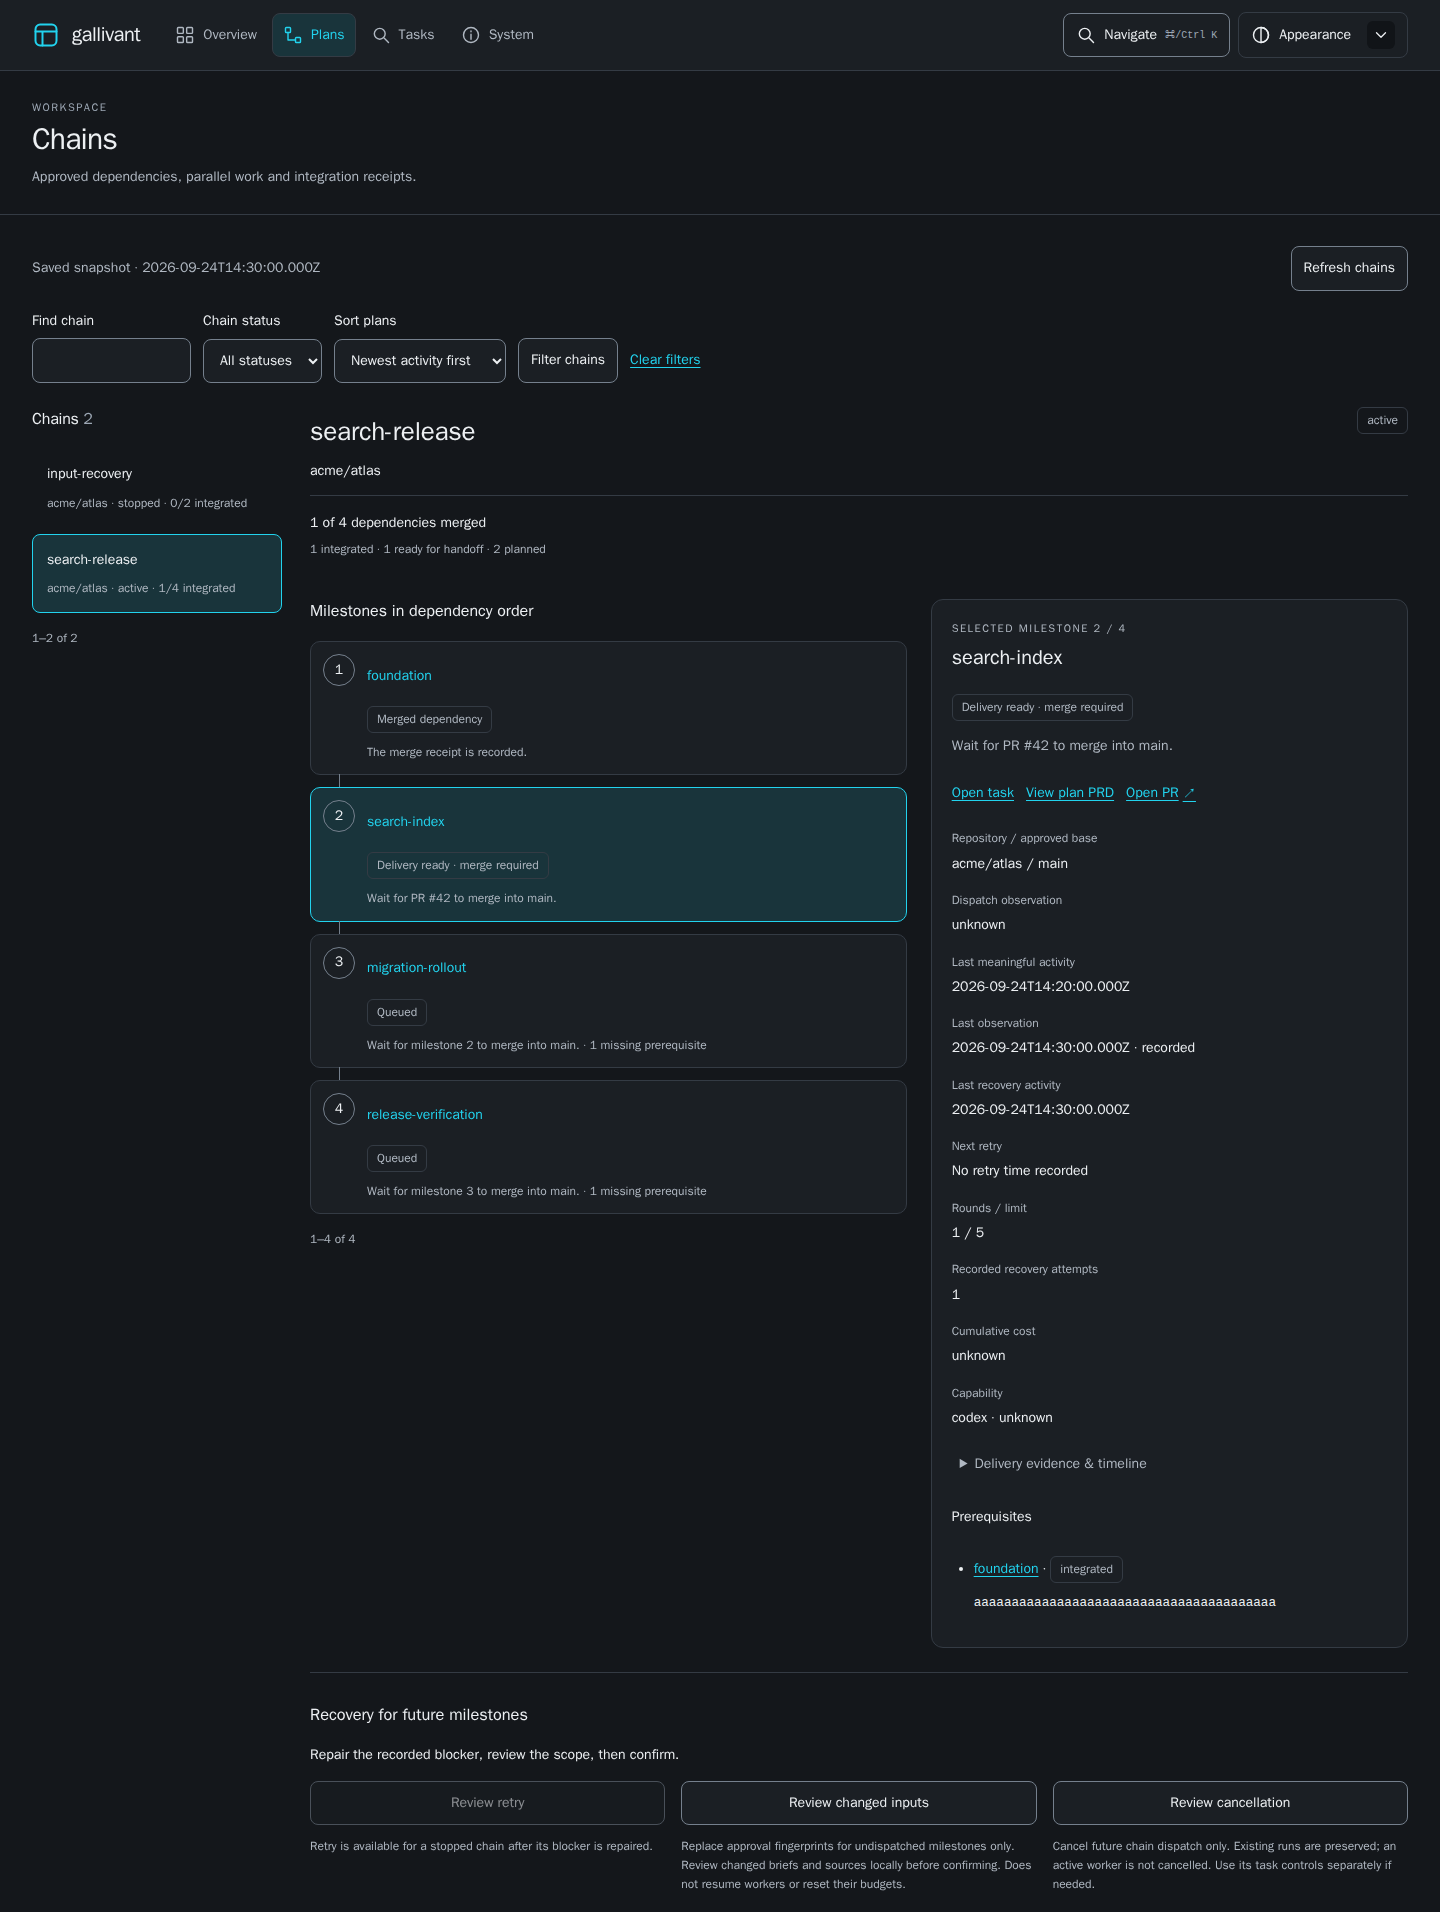 gallivant
Overview
Plans
Tasks
System
Navigate ⌘/Ctrl K
Appearance
WORKSPACE
Chains
Approved dependencies, parallel work and integration receipts.
Saved snapshot · 2026-09-24T14:30:00.000Z
Refresh chains
Find chain
Chain status
Sort plans
All statuses
Newest activity first
Filter chains
Clear filters
Chains 2
input-recovery
acme/atlas · stopped · 0/2 integrated
search-release
acme/atlas · active · 1/4 integrated
1–2 of 2
search-release
active
acme/atlas
1 of 4 dependencies merged
1 integrated · 1 ready for handoff · 2 planned
Milestones in dependency order
1
foundation
Merged dependency
The merge receipt is recorded.
2
search-index
Delivery ready · merge required
Wait for PR #42 to merge into main.
3
migration-rollout
Queued
Wait for milestone 2 to merge into main. · 1 missing prerequisite
4
release-verification
Queued
Wait for milestone 3 to merge into main. · 1 missing prerequisite
1–4 of 4
SELECTED MILESTONE 2 / 4
search-index
Delivery ready · merge required
Wait for PR #42 to merge into main.
Open task View plan PRD Open PR ↗
Repository / approved base
acme/atlas / main
Dispatch observation
unknown
Last meaningful activity
2026-09-24T14:20:00.000Z
Last observation
2026-09-24T14:30:00.000Z · recorded
Last recovery activity
2026-09-24T14:30:00.000Z
Next retry
No retry time recorded
Rounds / limit
1 / 5
Recorded recovery attempts
1
Cumulative cost
unknown
Capability
codex · unknown
▶ Delivery evidence & timeline
Prerequisites
• foundation · integrated
aaaaaaaaaaaaaaaaaaaaaaaaaaaaaaaaaaaaaaaa
Recovery for future milestones
Repair the recorded blocker, review the scope, then confirm.
Review retry
Retry is available for a stopped chain after its blocker is repaired.
Review changed inputs
Replace approval fingerprints for undispatched milestones only.
Review changed briefs and sources locally before confirming. Does
not resume workers or reset their budgets.
Review cancellation
Cancel future chain dispatch only. Existing runs are preserved; an
active worker is not cancelled. Use its task controls separately if
needed.